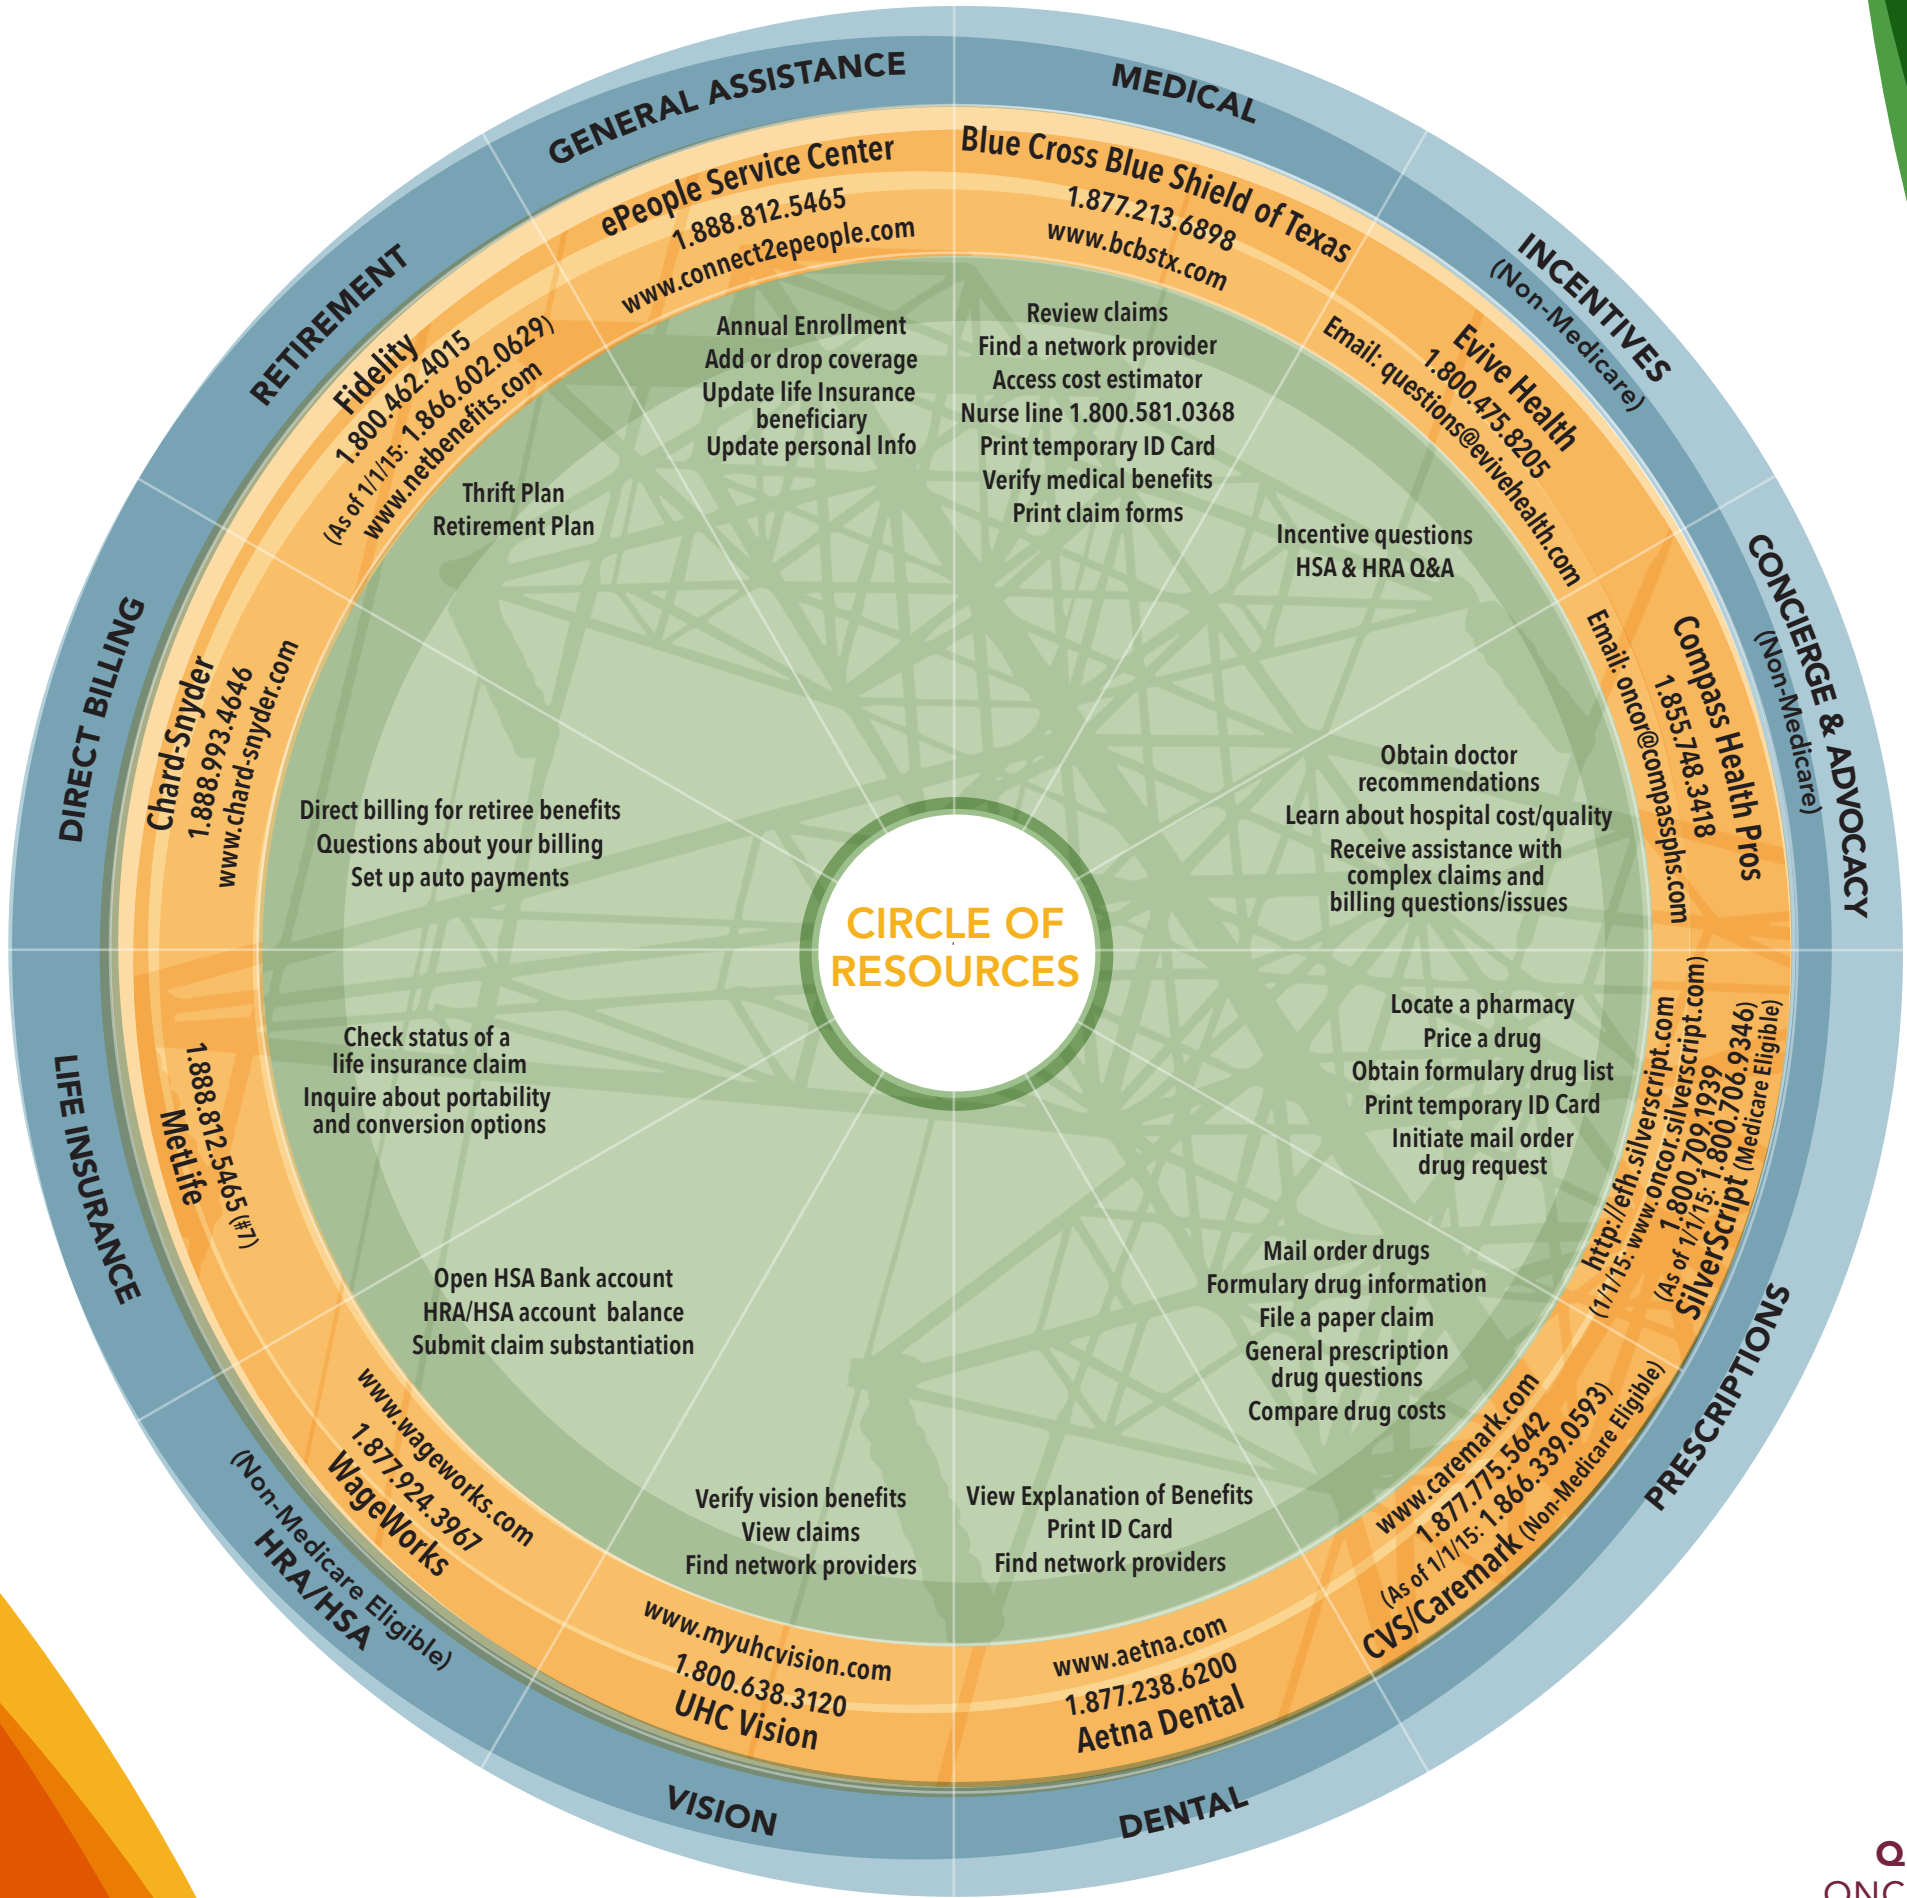 CIRCLE OF
RESOURCES
GENERAL ASSISTANCE
ePeople Service Center
1.888.812.5465
www.connect2epeople.com
Annual Enrollment
Add or drop coverage
Update life Insurance
beneficiary
Update personal Info
MEDICAL
Blue Cross Blue Shield of Texas
1.877.213.6898
www.bcbstx.com
Review claims
Find a network provider
Access cost estimator
Nurse line 1.800.581.0368
Print temporary ID Card
Verify medical benefits
Print claim forms
INCENTIVES
(Non-Medicare)
Evive Health
1.800.475.8205
Email: questions@evivehealth.com
Incentive questions
HSA & HRA Q&A
CONCIERGE & ADVOCACY
(Non-Medicare)
Compass Health Pros
1.855.748.3418
Email: oncor@compassphs.com
Obtain doctor
recommendations
Learn about hospital cost/quality
Receive assistance with
complex claims and
billing questions/issues
PRESCRIPTIONS
Locate a pharmacy
Price a drug
Obtain formulary drug list
Print temporary ID Card
Initiate mail order
drug request
http://efh.silverscript.com
(1/1/15: www.oncor.silverscript.com)
1.800.709.1939
(As of 1/1/15: 1.800.706.9346)
SilverScript (Medicare Eligible)
Mail order drugs
Formulary drug information
File a paper claim
General prescription
drug questions
Compare drug costs
www.caremark.com
1.877.775.5642
(As of 1/1/15: 1.866.339.0593)
CVS/Caremark (Non-Medicare Eligible)
View Explanation of Benefits
Print ID Card
Find network providers
www.aetna.com
1.877.238.6200
Aetna Dental
DENTAL
Verify vision benefits
View claims
Find network providers
www.myuhcvision.com
1.800.638.3120
UHC Vision
VISION
Open HSA Bank account
HRA/HSA account balance
Submit claim substantiation
www.wageworks.com
1.877.924.3967
WageWorks
(Non-Medicare Eligible)
HRA/HSA
Check status of a
life insurance claim
Inquire about portability
and conversion options
1.888.812.5465 (#7)
MetLife
LIFE INSURANCE
DIRECT BILLING
Chard-Snyder
1.888.993.4646
www.chard-snyder.com
Direct billing for retiree benefits
Questions about your billing
Set up auto payments
RETIREMENT
Fidelity
1.800.462.4015
(As of 1/1/15: 1.866.602.0629)
www.netbenefits.com
Thrift Plan
Retirement Plan
Q
ONC